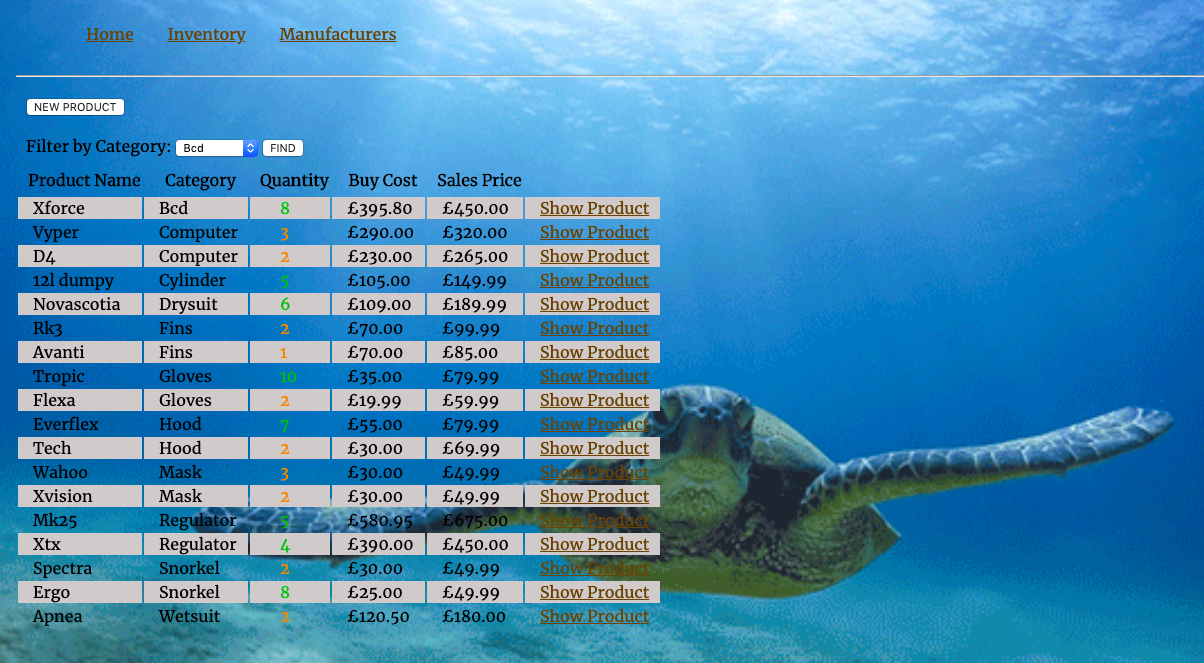 Home Inventory Manufacturers
NEW PRODUCT
Filter by Category: Bcd FIND
Product Name Category Quantity Buy Cost Sales Price
Xforce Bcd 8 £395.80 £450.00 Show Product
Vyper Computer 3 £290.00 £320.00 Show Product
D4 Computer 2 £230.00 £265.00 Show Product
12l dumpy Cylinder 5 £105.00 £149.99 Show Product
Novascotia Drysuit 6 £109.00 £189.99 Show Product
Rk3 Fins 2 £70.00 £99.99 Show Product
Avanti Fins 1 £70.00 £85.00 Show Product
Tropic Gloves 10 £35.00 £79.99 Show Product
Flexa Gloves 2 £19.99 £59.99 Show Product
Everflex Hood 7 £55.00 £79.99 Show Product
Tech Hood 2 £30.00 £69.99 Show Product
Wahoo Mask 3 £30.00 £49.99 Show Product
Xvision Mask 2 £30.00 £49.99 Show Product
Mk25 Regulator 5 £580.95 £675.00 Show Product
Xtx Regulator 4 £390.00 £450.00 Show Product
Spectra Snorkel 2 £30.00 £49.99 Show Product
Ergo Snorkel 8 £25.00 £49.99 Show Product
Apnea Wetsuit 2 £120.50 £180.00 Show Product